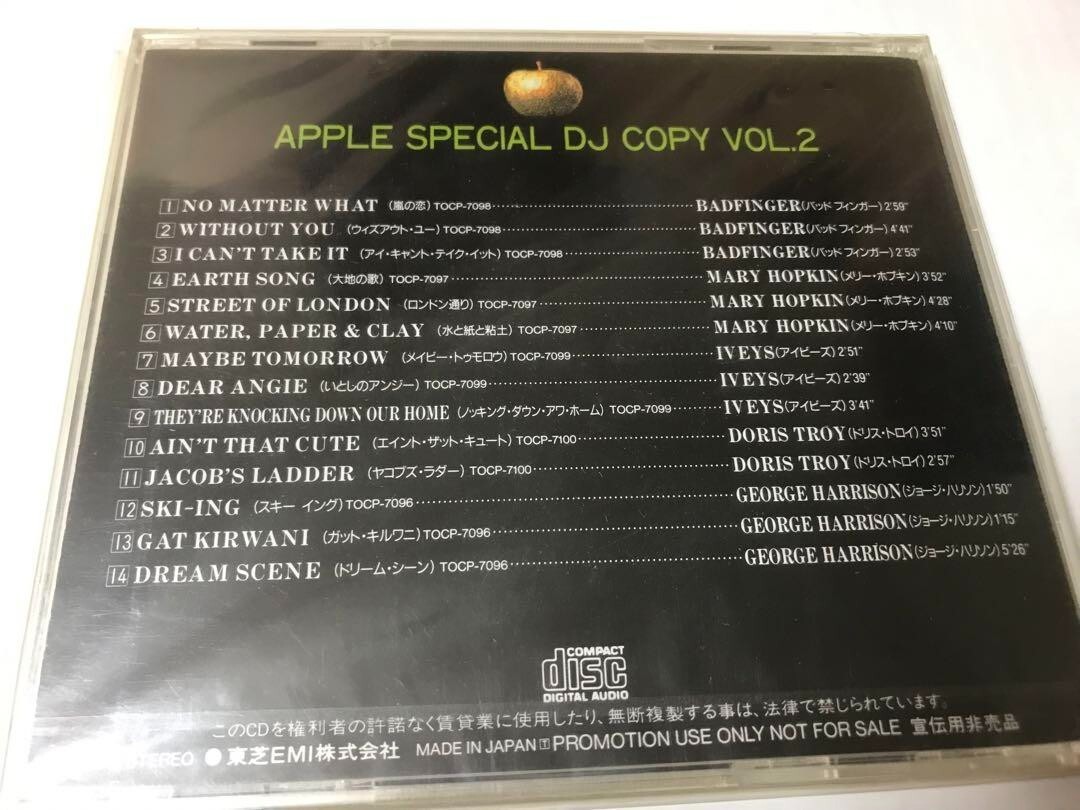 APPLE SPECIAL DJ COPY VOL.2
1 NO MATTER WHAT (嵐の恋) TOCP-7098 BADFINGER (バッド フィンガー) 2'59"
2 WITHOUT YOU (ウィズアウト・ユー) TOCP-7098 BADFINGER (バッド フィンガー) 4'41"
3 I CAN'T TAKE IT (アイ・キャント・テイク・イット) TOCP-7098 BADFINGER (バッド フィンガー) 2'53"
4 EARTH SONG (大地の歌) TOCP-7097 MARY HOPKIN (メリー・ホプキン) 3'52"
5 STREET OF LONDON (ロンドン通り) TOCP-7097 MARY HOPKIN (メリー・ホプキン) 4'28"
6 WATER, PAPER & CLAY (水と紙と粘土) TOCP-7097 MARY HOPKIN (メリー・ホプキン) 4'10"
7 MAYBE TOMORROW (メイビー・トゥモロウ) TOCP-7099 IVEYS (アイビーズ) 2'51"
8 DEAR ANGIE (いとしのアンジー) TOCP-7099 IVEYS (アイビーズ) 2'39"
9 THEY'RE KNOCKING DOWN OUR HOME (ノッキング・ダウン・アワ・ホーム) TOCP-7099 IVEYS (アイビーズ) 3'41"
10 AIN'T THAT CUTE (エイント・ザット・キュート) TOCP-7100 DORIS TROY (ドリス・トロイ) 3'51"
11 JACOB'S LADDER (ヤコブズ・ラダー) TOCP-7100 DORIS TROY (ドリス・トロイ) 2'57"
12 SKI-ING (スキー イング) TOCP-7096 GEORGE HARRISON (ジョージ・ハリソン) 1'50"
13 GAT KIRWANI (ガット・キルワニ) TOCP-7096 GEORGE HARRISON (ジョージ・ハリソン) 1'15"
14 DREAM SCENE (ドリーム・シーン) TOCP-7096 GEORGE HARRISON (ジョージ・ハリソン) 5'26"
COMPACT
disc
DIGITAL AUDIO
このCDを権利者の許諾なく賃貸業に使用したり、無断複製する事は、法律で禁じられています。
STEREO ● 東芝EMI株式会社 MADE IN JAPAN T PROMOTION USE ONLY NOT FOR SALE 宣伝用非売品